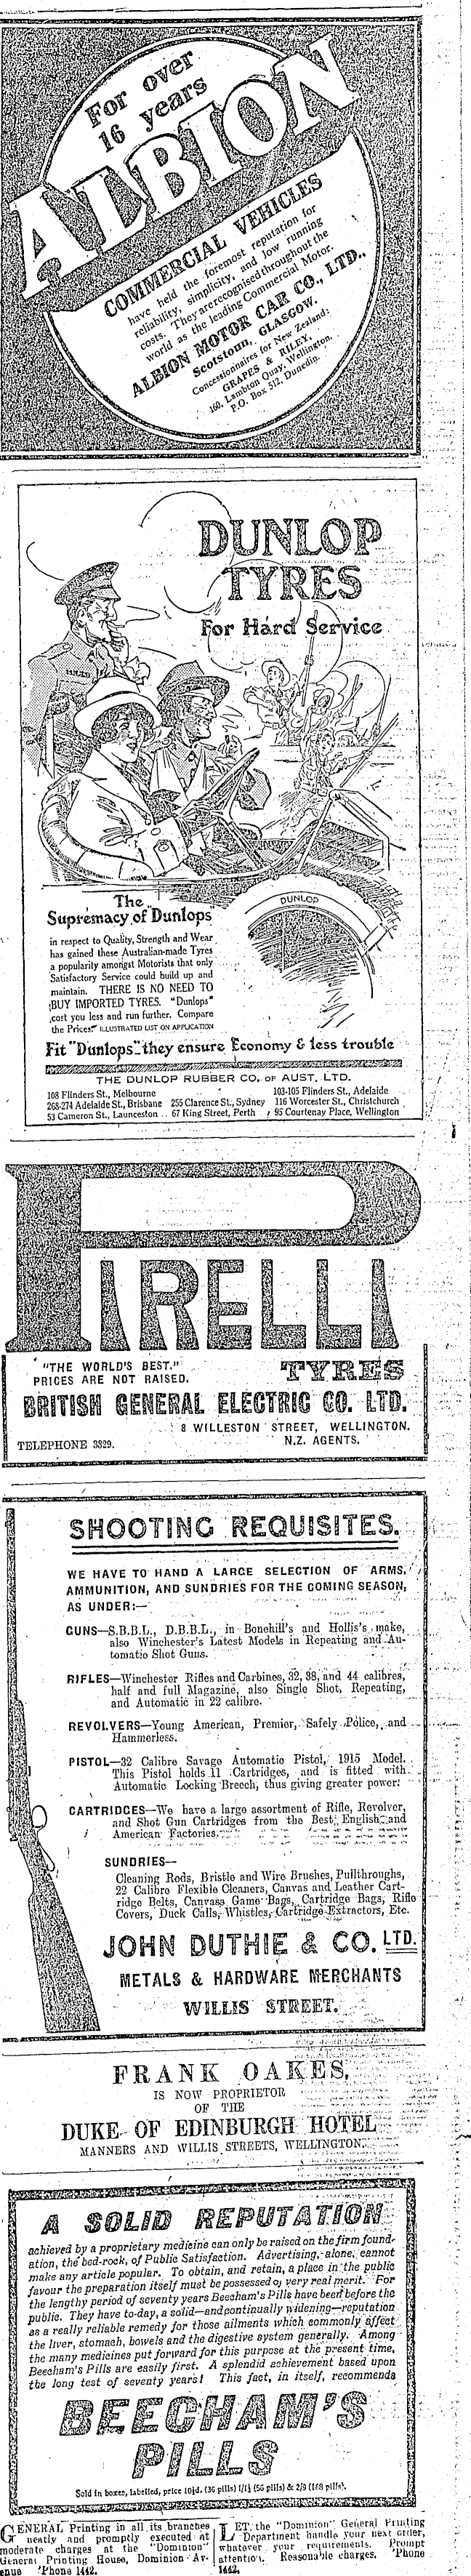 For over
16 years
ALBION
COMMERCIAL VEHICLES
have held the foremost reputation for
reliability, simplicity, and low running
costs. They are recognised throughout the
world as the leading Commercial Motor.
ALBION MOTOR CAR CO., LTD.,
Scotstoun, GLASGOW.
Concessionaires for New Zealand:
GRAPES & RILEY,
160, Lambton Quay, Wellington.
P.O. Box 512, Dunedin.
DUNLOP
TYRES
For Hard Service
DUNLOP
The
Supremacy of Dunlops
in respect to Quality, Strength and Wear
has gained these Australian-made Tyres
a popularity amongst Motorists that only
Satisfactory Service could build up and
maintain. THERE IS NO NEED TO
BUY IMPORTED TYRES. "Dunlops"
cost you less and run further. Compare
the Prices. ILLUSTRATED LIST ON APPLICATION
Fit "Dunlops"—they ensure Economy & less trouble
THE DUNLOP RUBBER CO. OF AUST. LTD.
108 Flinders St., Melbourne 103-105 Flinders St., Adelaide
268-274 Adelaide St., Brisbane 255 Clarence St., Sydney 116 Worcester St., Christchurch
53 Cameron St., Launceston 67 King Street, Perth 95 Courtenay Place, Wellington
PIRELLI
"THE WORLD'S BEST." TYRES
PRICES ARE NOT RAISED.
BRITISH GENERAL ELECTRIC CO. LTD.
8 WILLESTON STREET, WELLINGTON.
TELEPHONE 3329. N.Z. AGENTS.
SHOOTING REQUISITES.
WE HAVE TO HAND A LARGE SELECTION OF ARMS,
AMMUNITION, AND SUNDRIES FOR THE COMING SEASON,
AS UNDER:—
GUNS—S.B.B.L., D.B.B.L., in Bonehill's and Hollis's make,
also Winchester's Latest Models in Repeating and Au-
tomatic Shot Guns.
RIFLES—Winchester Rifles and Carbines, 32, 38, and 44 calibres,
half and full Magazine, also Single Shot, Repeating,
and Automatic in 22 calibre.
REVOLVERS—Young American, Premier, Safely Police, and
Hammerless.
PISTOL—32 Calibre Savage Automatic Pistol, 1915 Model.
This Pistol holds 11 Cartridges, and is fitted with
Automatic Locking Breech, thus giving greater power.
CARTRIDGES—We have a large assortment of Rifle, Revolver,
and Shot Gun Cartridges from the Best English and
American Factories.
SUNDRIES—
Cleaning Rods, Bristle and Wire Brushes, Pullthroughs,
22 Calibre Flexible Cleaners, Canvas and Leather Cart-
ridge Belts, Canvass Game Bags, Cartridge Bags, Rifle
Covers, Duck Calls, Whistles, Cartridge Extractors, Etc.
JOHN DUTHIE & CO. LTD.
METALS & HARDWARE MERCHANTS
WILLIS STREET.
FRANK OAKES,
IS NOW PROPRIETOR
OF THE
DUKE OF EDINBURGH HOTEL
MANNERS AND WILLIS STREETS, WELLINGTON.
A SOLID REPUTATION
achieved by a proprietary medicine can only be raised on the firm found-
ation, the bed-rock, of Public Satisfaction. Advertising, alone, cannot
make any article popular. To obtain, and retain, a place in the public
favour the preparation itself must be possessed of very real merit. For
the lengthy period of seventy years Beecham's Pills have been before the
public. They have to-day, a solid—and continually widening—reputation
as a really reliable remedy for those ailments which commonly affect
the liver, stomach, bowels and the digestive system generally. Among
the many medicines put forward for this purpose at the present time,
Beecham's Pills are easily first. A splendid achievement based upon
the long test of seventy years! This fact, in itself, recommends
BEECHAM'S
PILLS
Sold in boxes, labelled, price 10½d. (36 pills) 1/1½ (56 pills) & 2/9 (168 pills).
GENERAL Printing in all its branches
neatly and promptly executed at
moderate charges at the "Dominion"
General Printing House, Dominion Av-
enue 'Phone 1442.
LET the "Dominion" General Printing
Department handle your next order,
whatever your requirements. Prompt
attention. Reasonable charges. 'Phone
1442.